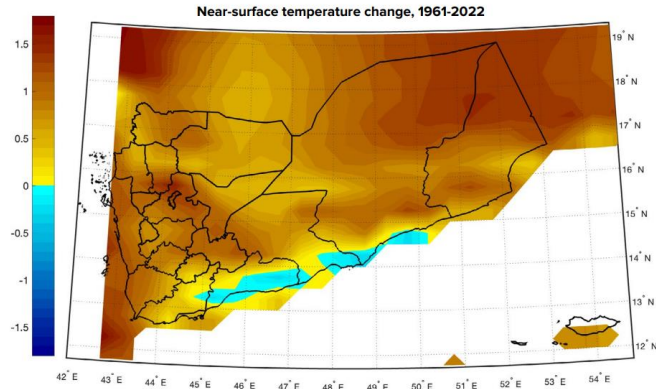 Near-surface temperature change, 1961-2022
1.5
1
0.5
0
-0.5
-1
-1.5
19° N
18° N
17° N
16° N
15° N
14° N
13° N
12° N
42° E
43° E
44° E
45° E
46° E
47° E
48° E
49° E
50° E
51° E
52° E
53° E
54° E